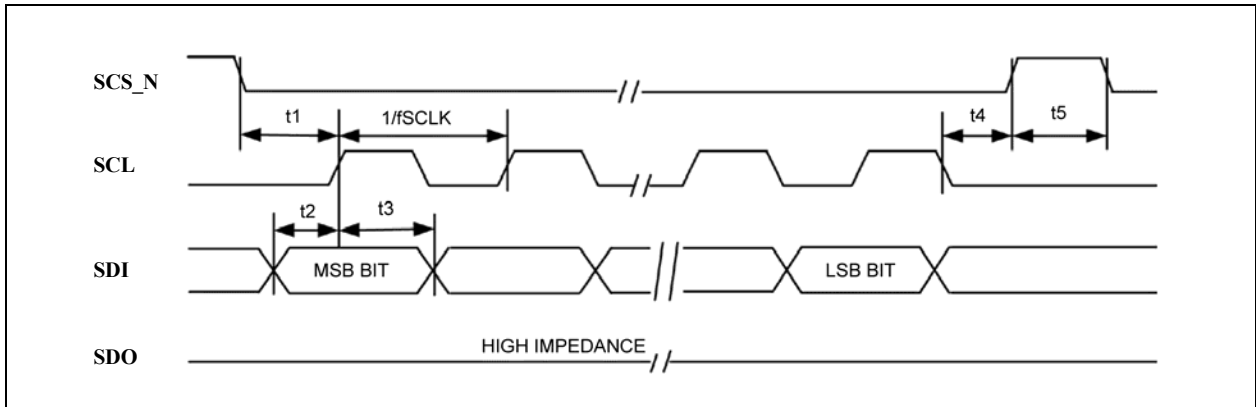 SCS_N
t1
1/fSCLK
t4
t5
SCL
t2
t3
SDI
MSB BIT
LSB BIT
SDO
HIGH IMPEDANCE